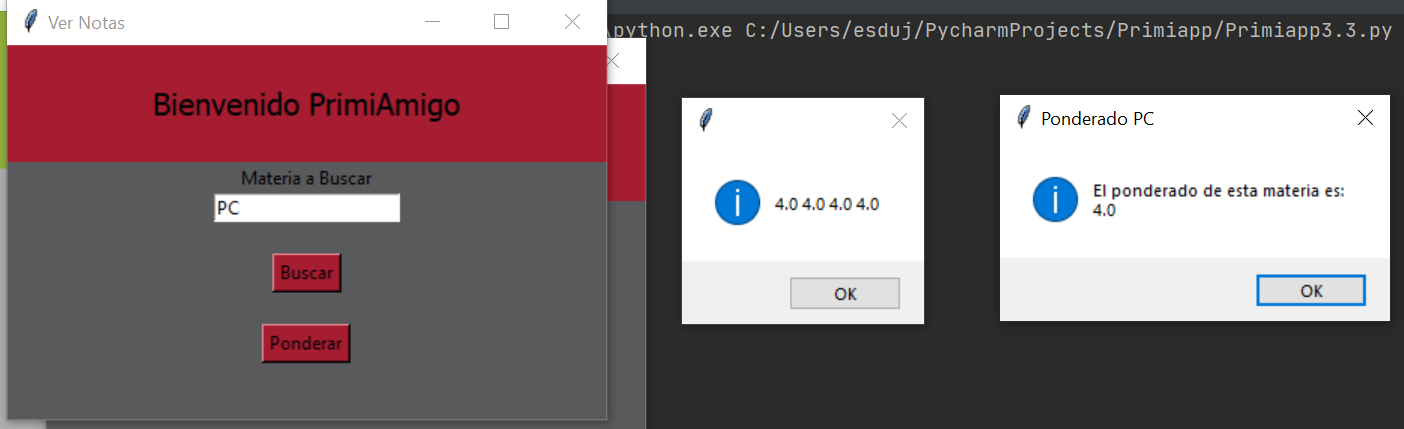 Ver Notas
\python.exe C:/Users/esduj/PycharmProjects/Primiapp/Primiapp3.3.py
Bienvenido PrimiAmigo
Materia a Buscar
PC
Buscar
Ponderar
4.0 4.0 4.0 4.0
OK
Ponderado PC
El ponderado de esta materia es:
4.0
OK